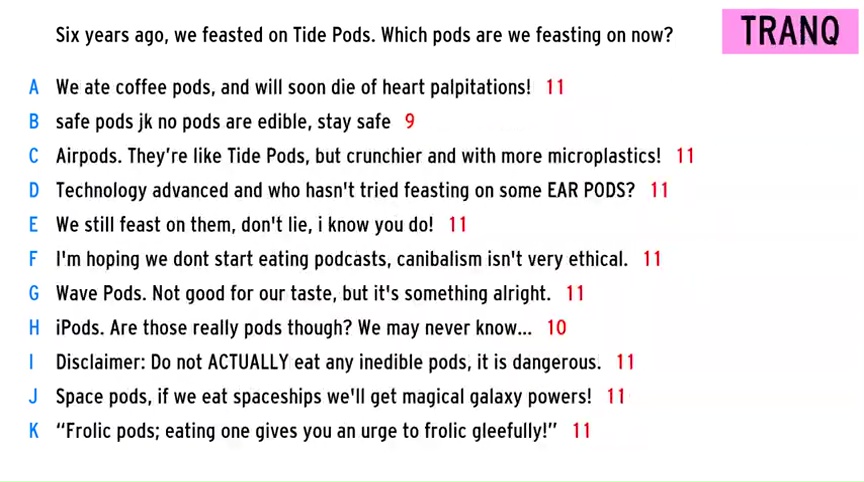 Six years ago, we feasted on Tide Pods. Which pods are we feasting on now?
TRANQ
A We ate coffee pods, and will soon die of heart palpitations! 11
B safe pods jk no pods are edible, stay safe 9
C Airpods. They're like Tide Pods, but crunchier and with more microplastics! 11
D Technology advanced and who hasn't tried feasting on some EAR PODS? 11
E We still feast on them, don't lie, i know you do! 11
F I'm hoping we dont start eating podcasts, canibalism isn't very ethical. 11
G Wave Pods. Not good for our taste, but it's something alright. 11
H iPods. Are those really pods though? We may never know... 10
I Disclaimer: Do not ACTUALLY eat any inedible pods, it is dangerous. 11
J Space pods, if we eat spaceships we'll get magical galaxy powers! 11
K “Frolic pods; eating one gives you an urge to frolic gleefully!” 11